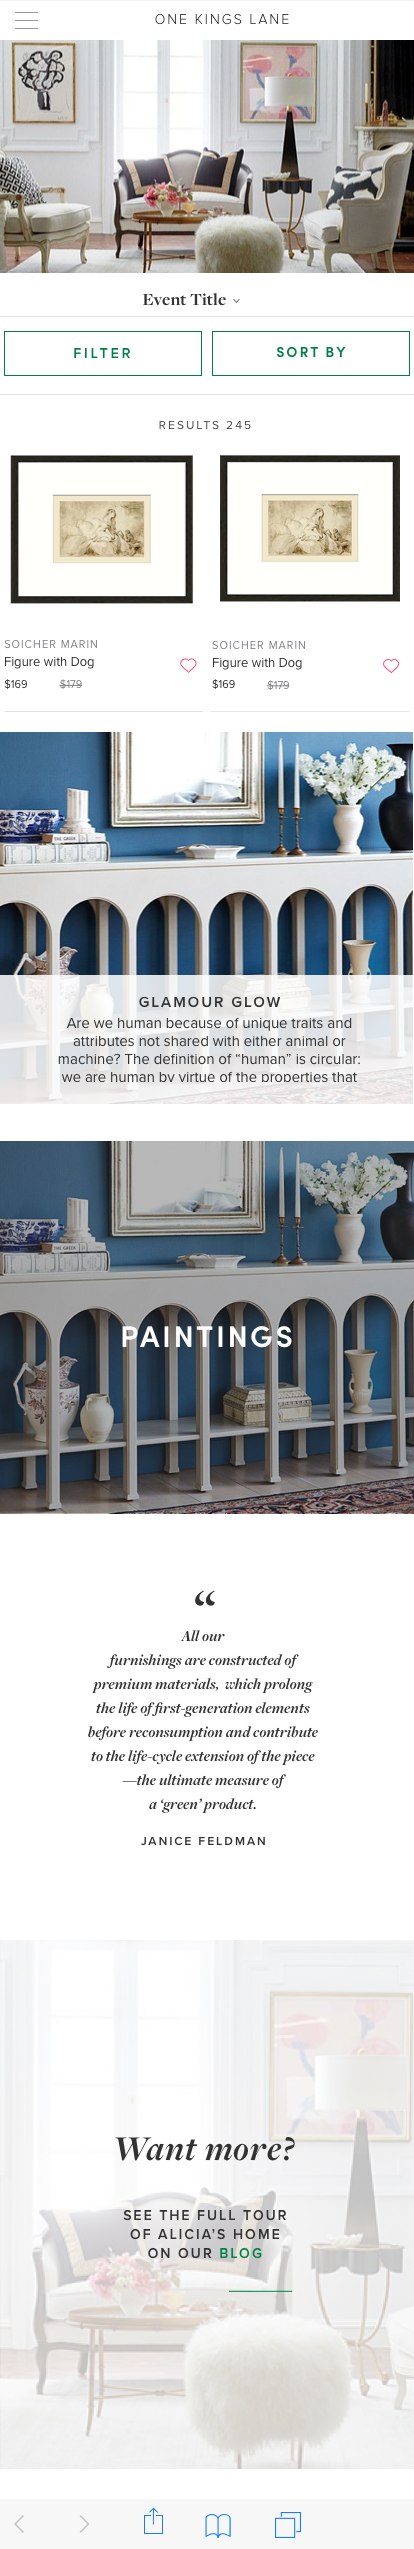 ONE KINGS LANE
Event Title
FILTER
SORT BY
RESULTS 245
SOICHER MARIN
Figure with Dog
$169 $179
SOICHER MARIN
Figure with Dog
$169 $179
THE GREEK
GLAMOUR GLOW
Are we human because of unique traits and
attributes not shared with either animal or
machine? The definition of “human” is circular:
we are human by virtue of the properties that
THE GREEK
PAINTINGS
“
All our
furnishings are constructed of
premium materials, which prolong
the life of first-generation elements
before reconsumption and contribute
to the life-cycle extension of the piece
—the ultimate measure of
a ‘green’ product.
JANICE FELDMAN
Want more?
SEE THE FULL TOUR
OF ALICIA’S HOME
ON OUR BLOG